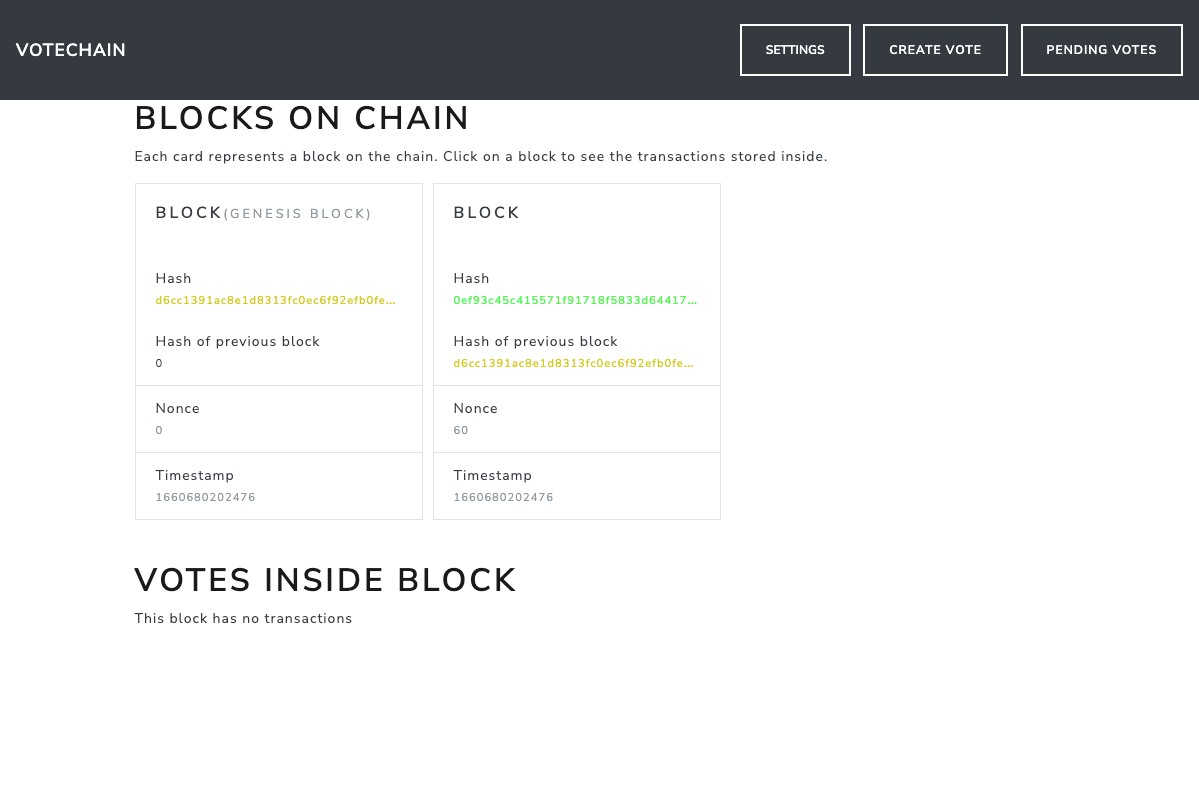 VOTECHAIN
SETTINGS
CREATE VOTE
PENDING VOTES
BLOCKS ON CHAIN
Each card represents a block on the chain. Click on a block to see the transactions stored inside.
BLOCK(GENESIS BLOCK)
Hash
d6cc1391ac8e1d8313fc0ec6f92efb0fe...
Hash of previous block
0
Nonce
0
Timestamp
1660680202476
BLOCK
Hash
0ef93c45c415571f91718f5833d64417...
Hash of previous block
d6cc1391ac8e1d8313fc0ec6f92efb0fe...
Nonce
60
Timestamp
1660680202476
VOTES INSIDE BLOCK
This block has no transactions